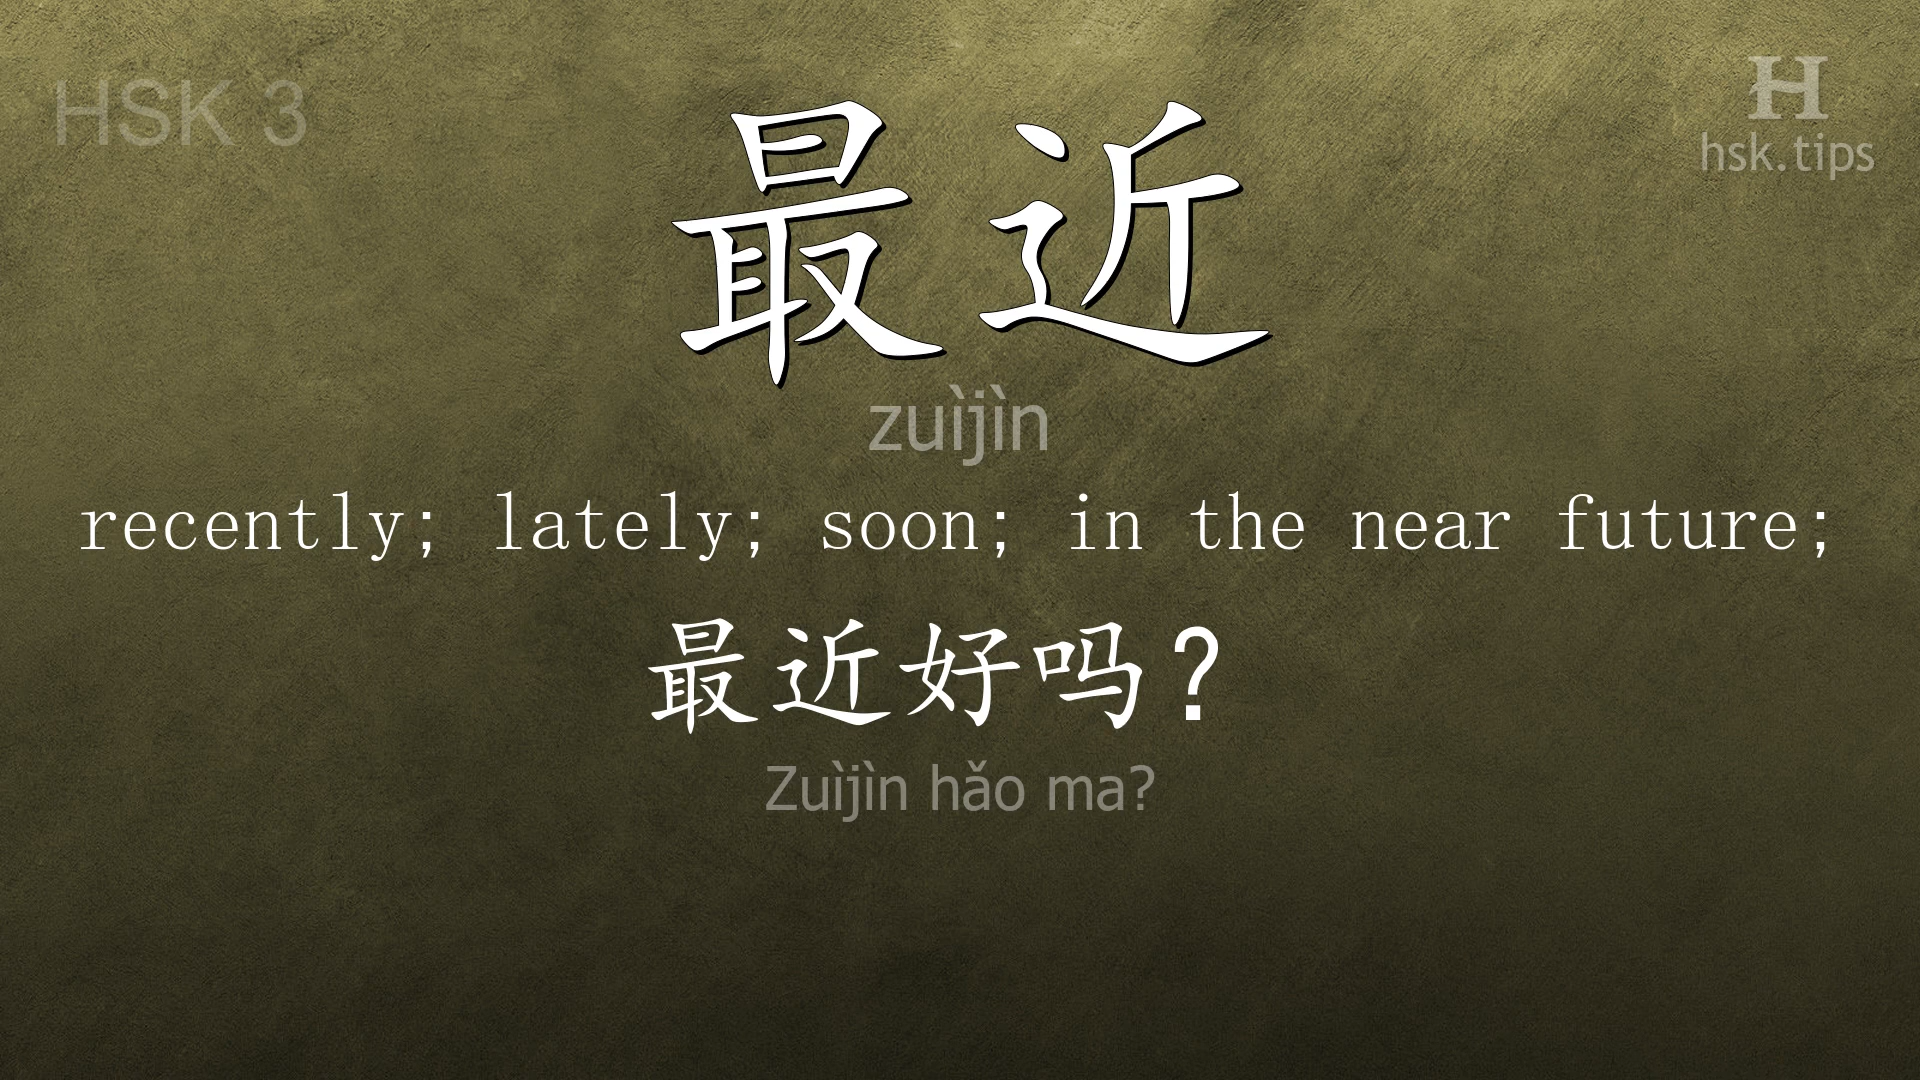 HSK 3
H
hsk.tips
最近
zuìjìn
recently; lately; soon; in the near future;
最近好吗？
Zuìjìn hǎo ma?